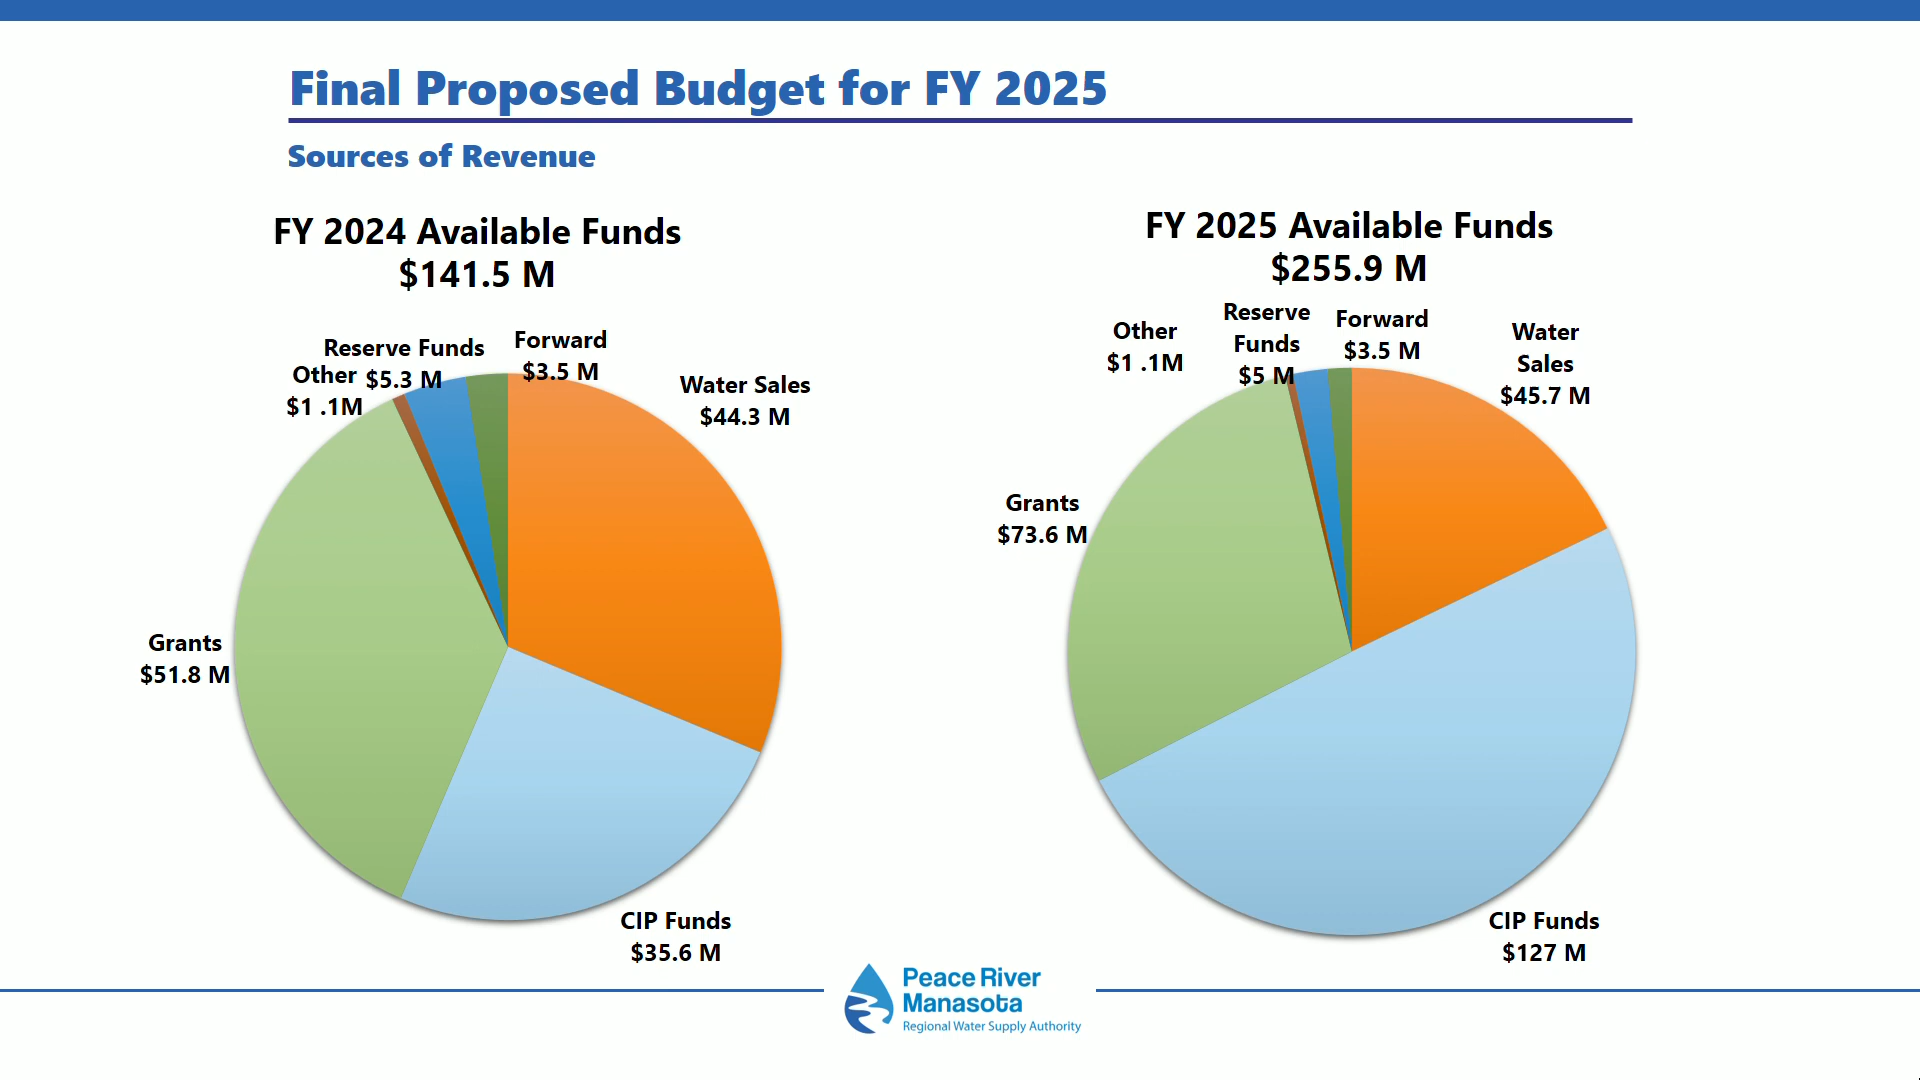 Final Proposed Budget for FY 2025
Sources of Revenue
FY 2024 Available Funds
$141.5 M
Reserve Funds
$5.3 M
Forward
$3.5 M
Other
$1 .1M
Water Sales
$44.3 M
Grants
$51.8 M
CIP Funds
$35.6 M
FY 2025 Available Funds
$255.9 M
Other
$1 .1M
Reserve
Funds
$5 M
Forward
$3.5 M
Water
Sales
$45.7 M
Grants
$73.6 M
CIP Funds
$127 M
Peace River
Manasota
Regional Water Supply Authority